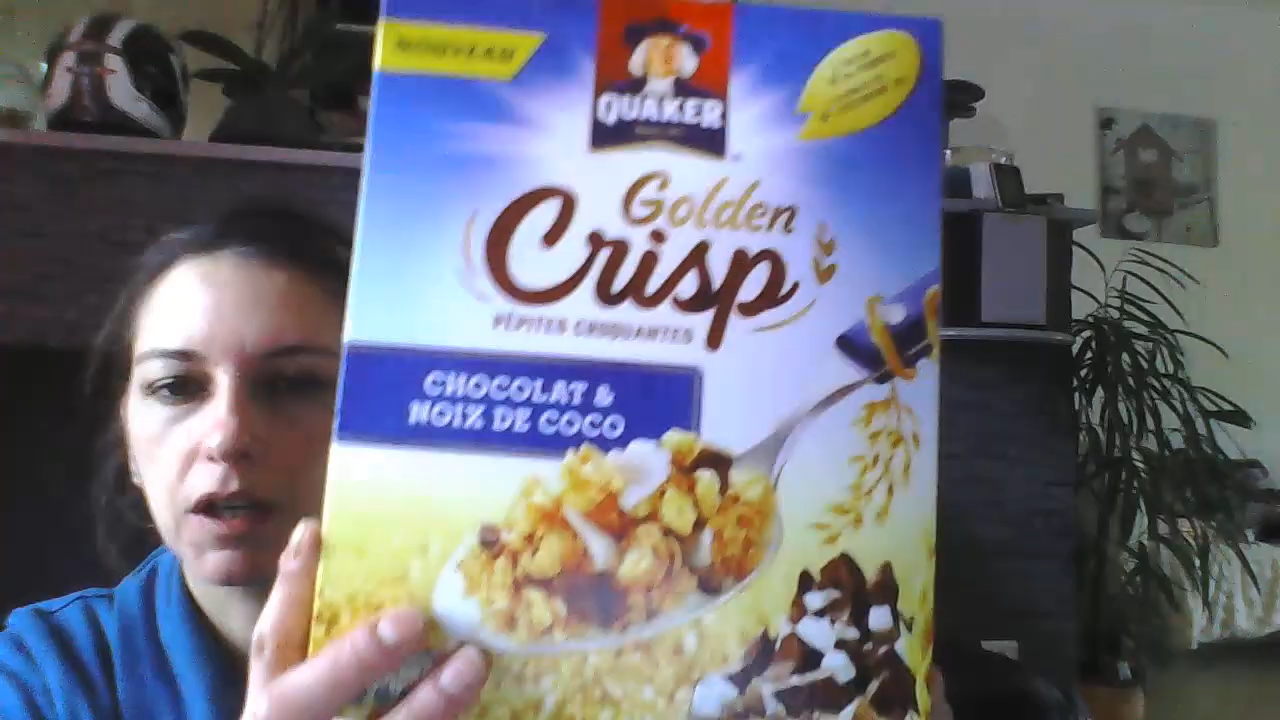 NOUVEAU
QUAKER
Golden
Crisp
PÉPITES CROQUANTES
CHOCOLAT &
NOIX DE COCO